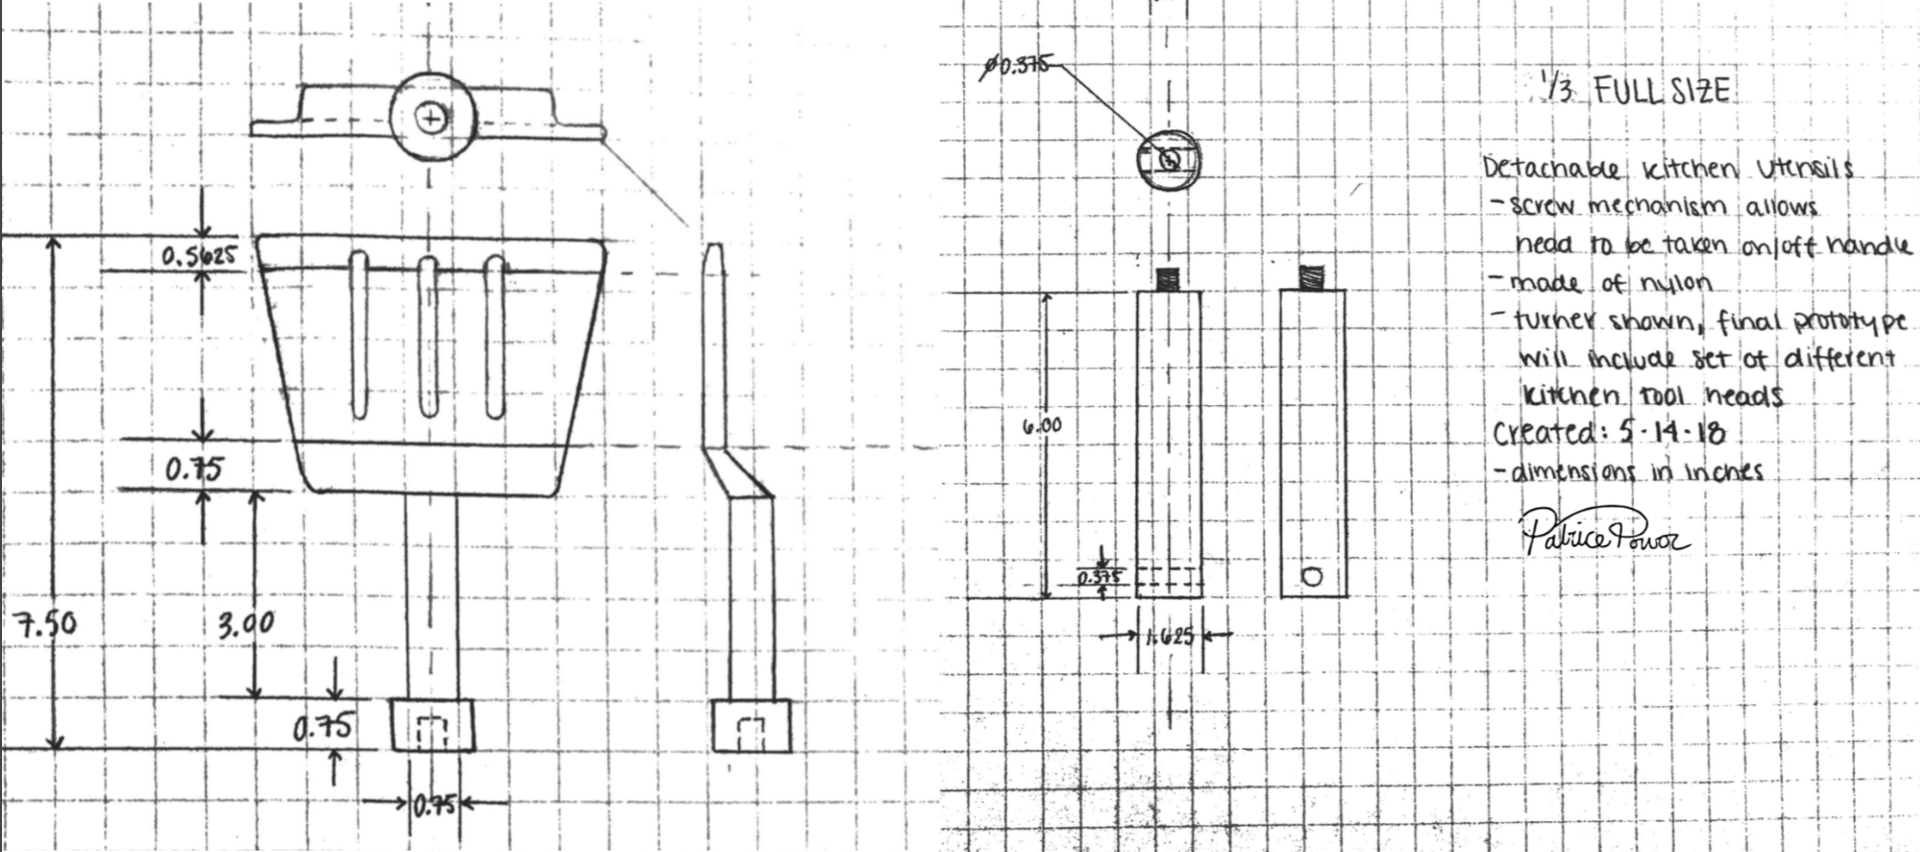 0.5625
0.75
7.50
3.00
0.75
0.75
⌀0.375
6.00
0.375
1.625
1/3 FULL SIZE
Detachable kitchen utensils
-screw mechanism allows
head to be taken on/off handle
-made of nylon
-turner shown, final prototype
will include set of different
kitchen tool heads
Created: 5-14-18
-dimensions in inches
Patrice Power